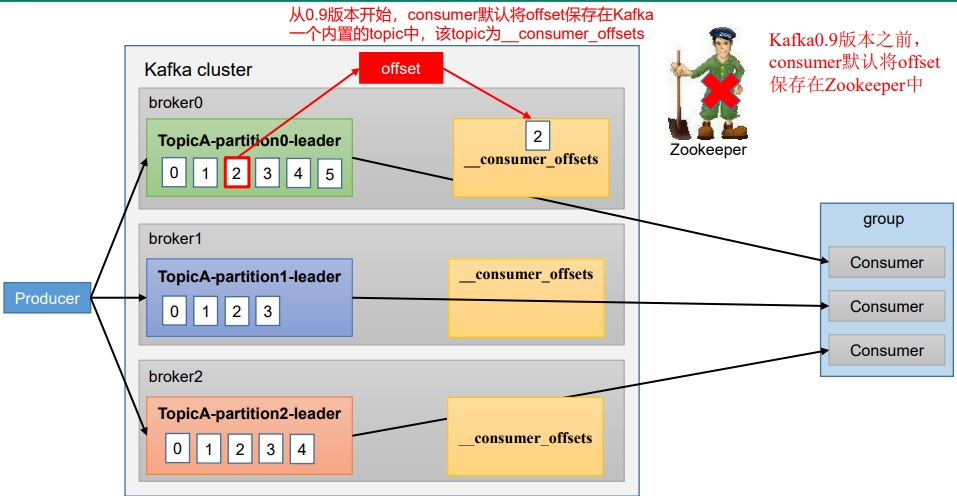 从0.9版本开始，consumer默认将offset保存在Kafka
一个内置的topic中，该topic为__consumer_offsets
Kafka0.9版本之前，
consumer默认将offset
保存在Zookeeper中
ZOO
Zookeeper
Kafka cluster
offset
broker0
TopicA-partition0-leader
0 1 2 3 4 5
2
__consumer_offsets
broker1
TopicA-partition1-leader
0 1 2 3
__consumer_offsets
broker2
TopicA-partition2-leader
0 1 2 3 4
__consumer_offsets
Producer
group
Consumer
Consumer
Consumer